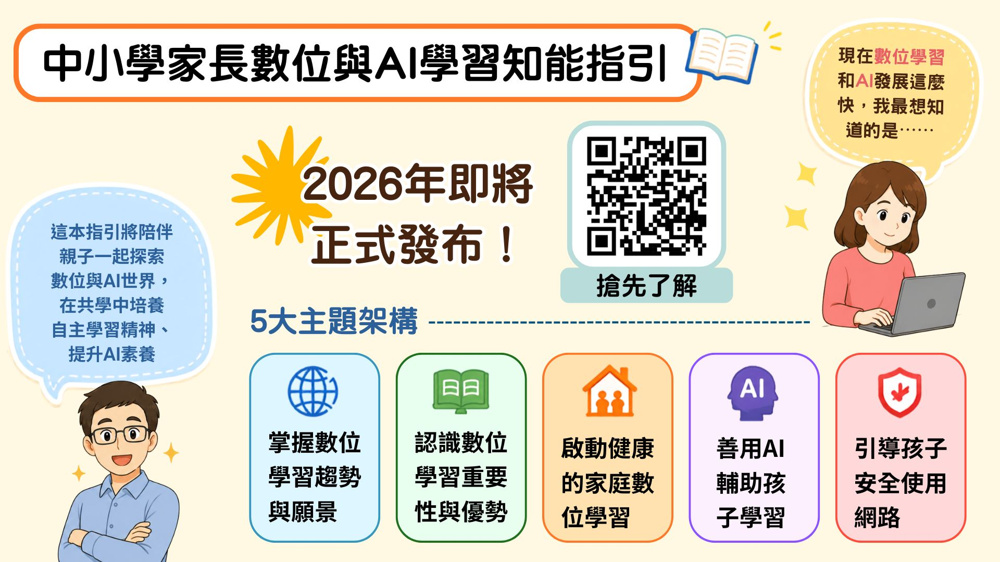 中小學家長數位與AI學習知能指引
現在數位學習
和AI發展這麼
快，我最想知
道的是⋯⋯
2026年即將
正式發布！
搶先了解
這本指引將陪伴
親子一起探索
數位與AI世界，
在共學中培養
自主學習精神、
提升AI素養
5大主題架構
掌握數位
學習趨勢
與願景
認識數位
學習重要
性與優勢
啟動健康
的家庭數
位學習
AI
善用AI
輔助孩
子學習
引導孩子
安全使用
網路